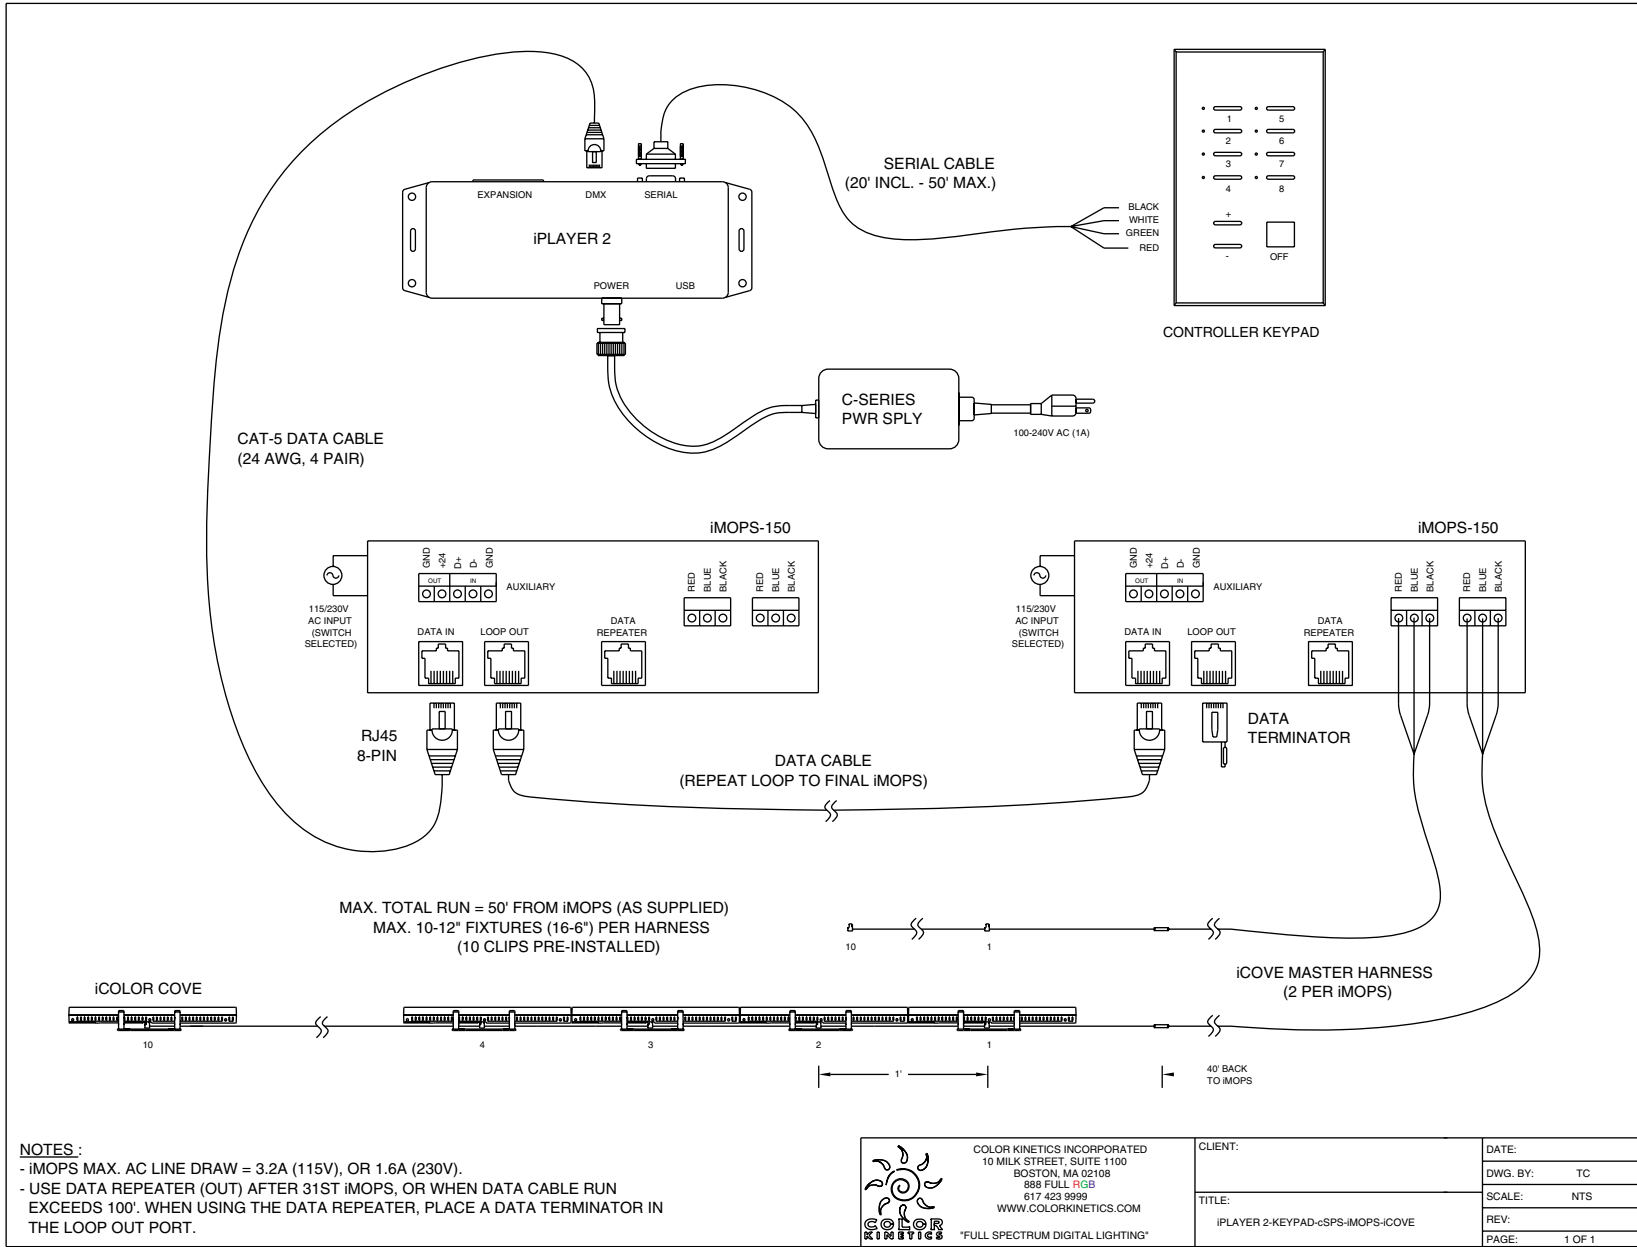 EXPANSION
DMX
SERIAL
iPLAYER 2
POWER
USB
SERIAL CABLE
(20' INCL. - 50' MAX.)
BLACK
WHITE
GREEN
RED
1
5
2
6
3
7
4
8
+
-
OFF
CONTROLLER KEYPAD
C-SERIES
PWR SPLY
100-240V AC (1A)
CAT-5 DATA CABLE
(24 AWG, 4 PAIR)
iMOPS-150
GND
+24
D+
D-
GND
OUT
IN
AUXILIARY
RED
BLUE
BLACK
RED
BLUE
BLACK
115/230V
AC INPUT
(SWITCH
SELECTED)
DATA IN
LOOP OUT
DATA
REPEATER
iMOPS-150
GND
+24
D+
D-
GND
OUT
IN
AUXILIARY
RED
BLUE
BLACK
RED
BLUE
BLACK
115/230V
AC INPUT
(SWITCH
SELECTED)
DATA IN
LOOP OUT
DATA
REPEATER
RJ45
8-PIN
DATA CABLE
(REPEAT LOOP TO FINAL iMOPS)
DATA
TERMINATOR
MAX. TOTAL RUN = 50' FROM iMOPS (AS SUPPLIED)
MAX. 10-12" FIXTURES (16-6") PER HARNESS
(10 CLIPS PRE-INSTALLED)
10
1
iCOVE MASTER HARNESS
(2 PER iMOPS)
iCOLOR COVE
10
4
3
2
1
1'
40' BACK
TO iMOPS
NOTES :
- iMOPS MAX. AC LINE DRAW = 3.2A (115V), OR 1.6A (230V).
- USE DATA REPEATER (OUT) AFTER 31ST iMOPS, OR WHEN DATA CABLE RUN
EXCEEDS 100'. WHEN USING THE DATA REPEATER, PLACE A DATA TERMINATOR IN
THE LOOP OUT PORT.
COLOR
KINETICS
COLOR KINETICS INCORPORATED
10 MILK STREET, SUITE 1100
BOSTON, MA 02108
888 FULL RGB
617 423 9999
WWW.COLORKINETICS.COM
"FULL SPECTRUM DIGITAL LIGHTING"
CLIENT:
TITLE:
iPLAYER 2-KEYPAD-cSPS-iMOPS-iCOVE
DATE:
DWG. BY: TC
SCALE: NTS
REV:
PAGE: 1 OF 1